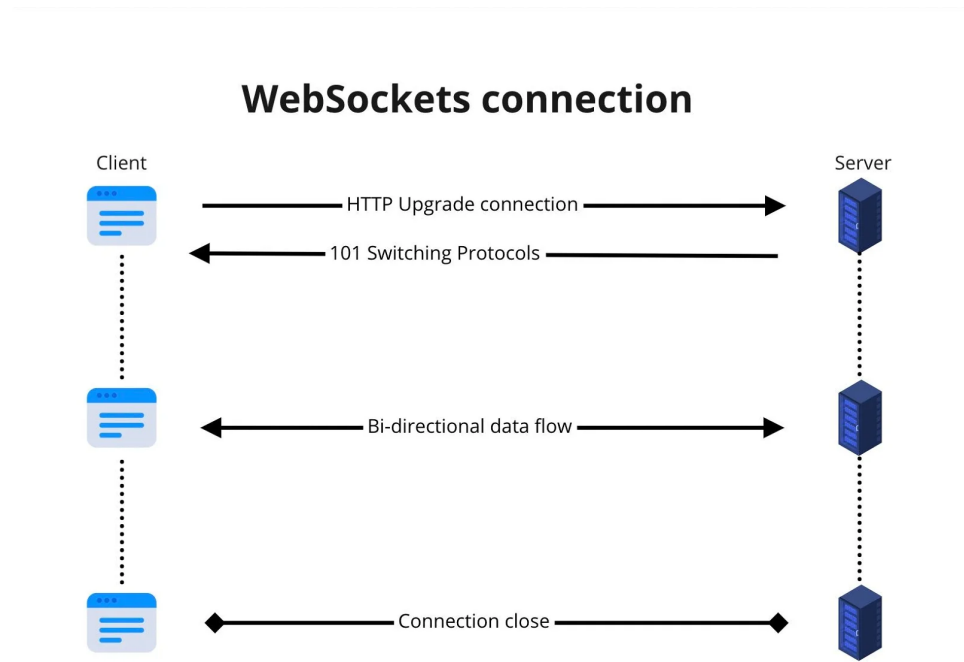 WebSockets connection
Client
Server
HTTP Upgrade connection
101 Switching Protocols
Bi-directional data flow
Connection close